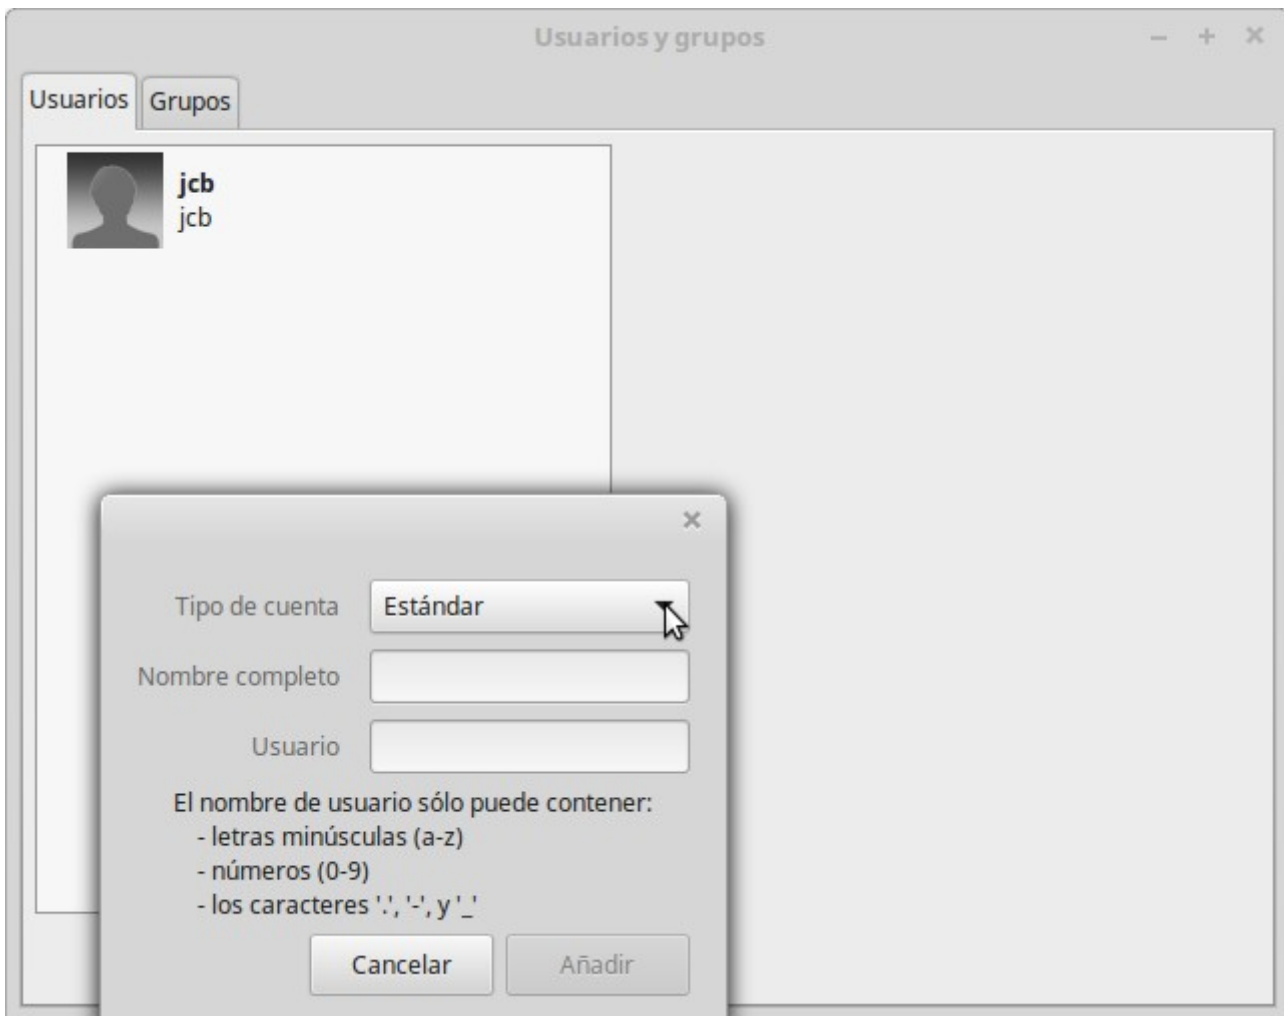 Usuarios y grupos
Usuarios
Grupos
jcb
jcb
Tipo de cuenta
Estándar
Nombre completo
Usuario
El nombre de usuario sólo puede contener:
- letras minúsculas (a-z)
- números (0-9)
- los caracteres '.', '-', y '_'
Cancelar
Añadir